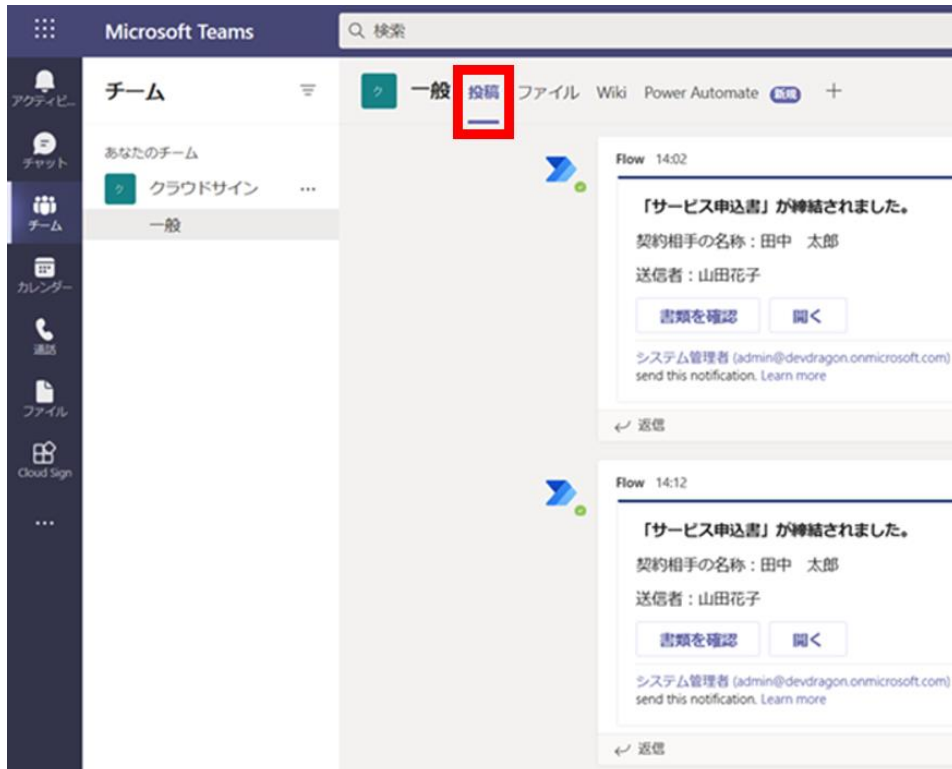 Microsoft Teams
検索
アクティビ...
チャット
チーム
カレンダー
通話
ファイル
Cloud Sign
...
チーム
あなたのチーム
ク クラウドサイン ...
一般
ク 一般 投稿 ファイル Wiki Power Automate 新規 +
Flow 14:02
「サービス申込書」が締結されました。
契約相手の名称：田中 太郎
送信者：山田花子
書類を確認 開く
システム管理者 (admin@devdragon.onmicrosoft.com)
send this notification. Learn more
返信
Flow 14:12
「サービス申込書」が締結されました。
契約相手の名称：田中 太郎
送信者：山田花子
書類を確認 開く
システム管理者 (admin@devdragon.onmicrosoft.com)
send this notification. Learn more
返信